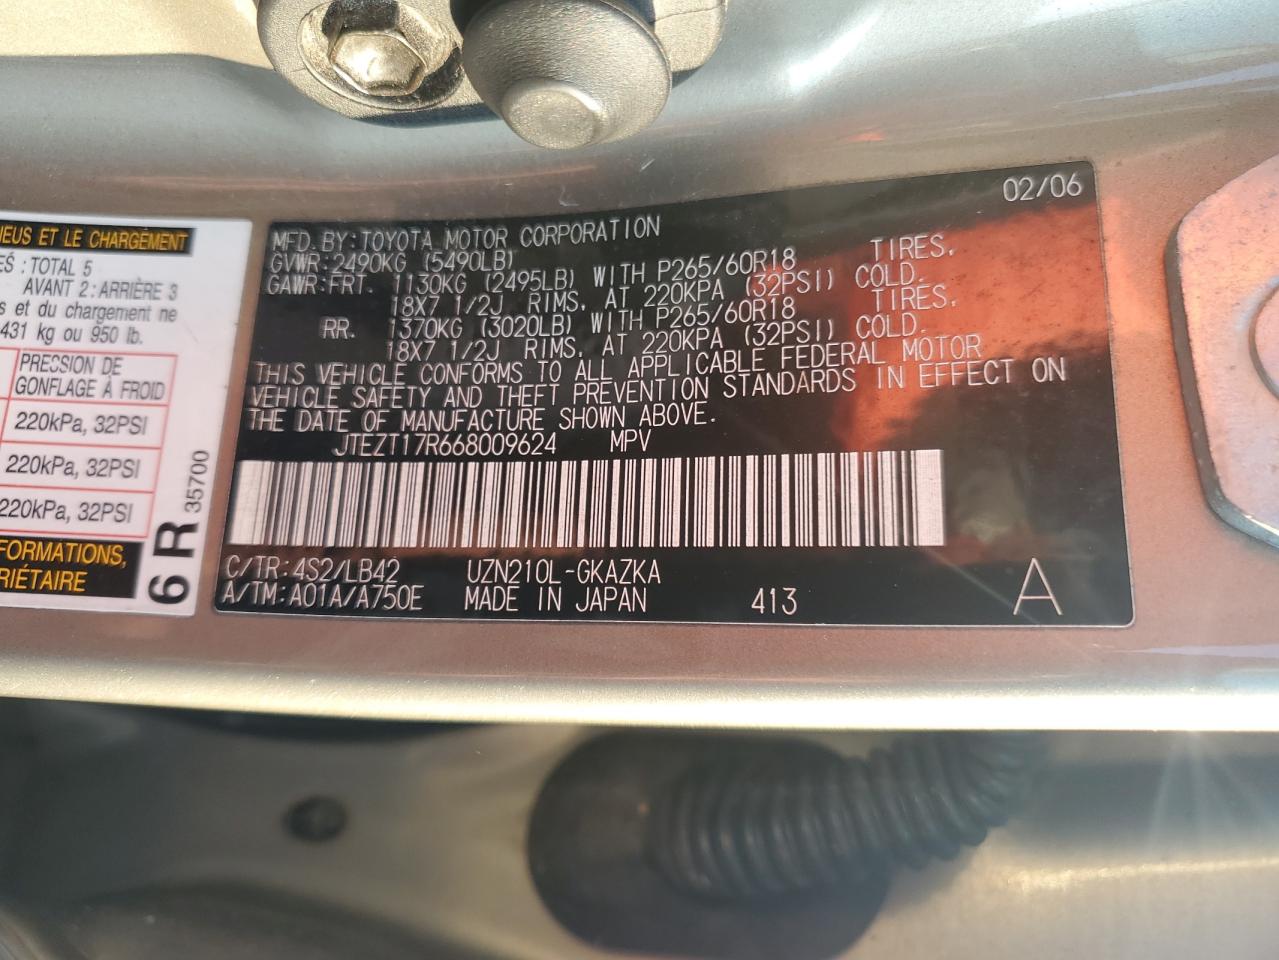 NEUS ET LE CHARGEMENT
TOTAL 5
AVANT 2 : ARRIÈRE 3
s et du chargement ne
431 kg ou 950 lb.
PRECISION DE
GONFLAGE À FROID
220kPa, 32PSI
220kPa, 32PSI
220kPa, 32PSI
FORMATIONS,
RIÉTAIRE
6R
35700
02/06
MFD. BY: TOYOTA MOTOR CORPORATION
GVWR: 2490KG (5490LB)
GAWR: FRT. 1130KG (2495LB) WITH P265/60R18 TIRES,
18X7 1/2J RIMS, AT 220KPA (32PSI) COLD.
RR. 1370KG (3020LB) WITH P265/60R18 TIRES,
18X7 1/2J RIMS, AT 220KPA (32PSI) COLD.
THIS VEHICLE CONFORMS TO ALL APPLICABLE FEDERAL MOTOR
VEHICLE SAFETY AND THEFT PREVENTION STANDARDS IN EFFECT ON
THE DATE OF MANUFACTURE SHOWN ABOVE.
JTEZT17R668009624 MPV
C/TR: 4S2/LB42 UZN210L-GKAZKA
A/TM: A01A/A750E MADE IN JAPAN 413 A